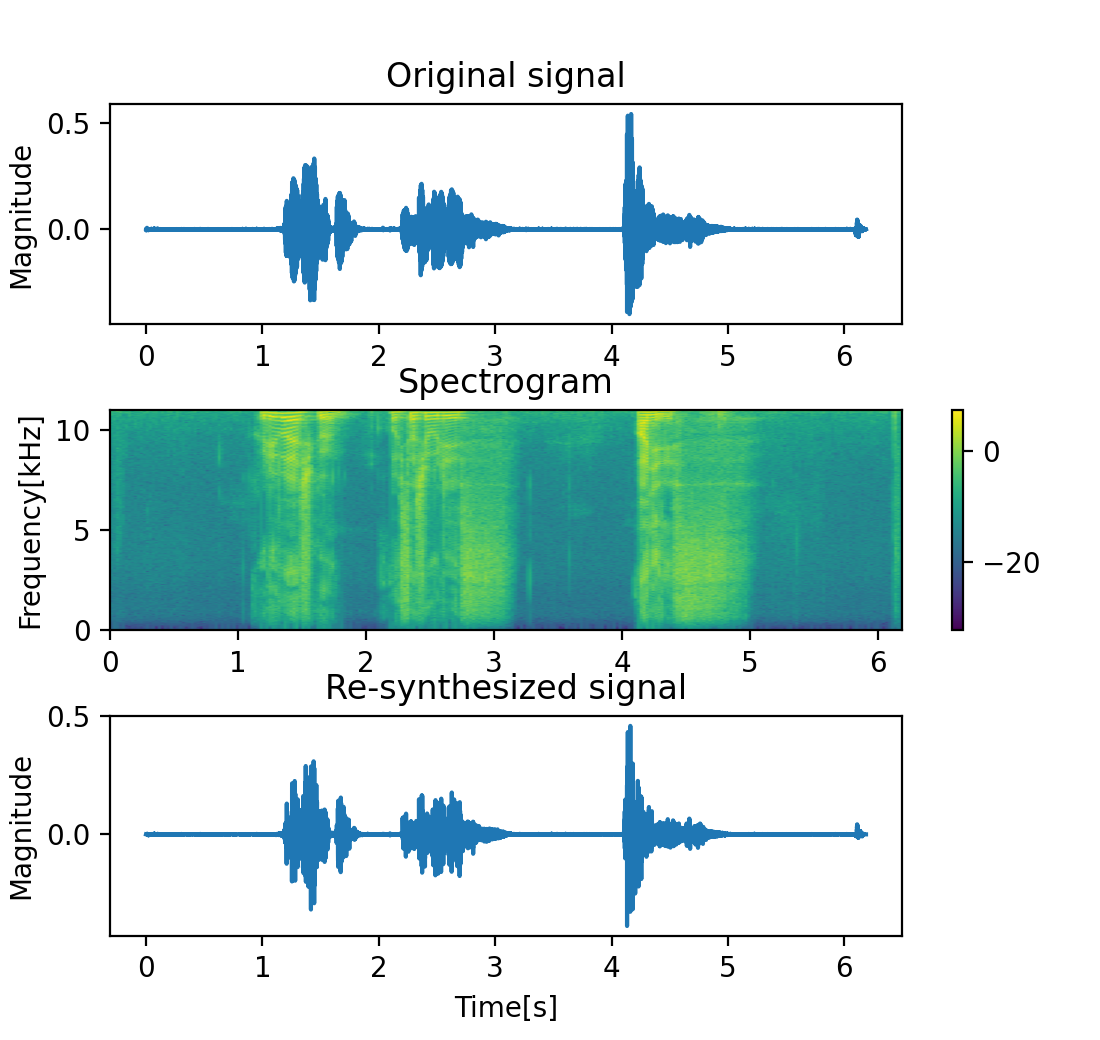 Original signal
Magnitude
0.5
0.0
0 1 2 3 4 5 6
Spectrogram
Frequency[kHz]
10
5
0
0 1 2 3 4 5 6
0
−20
Re-synthesized signal
Magnitude
0.5
0.0
0 1 2 3 4 5 6
Time[s]